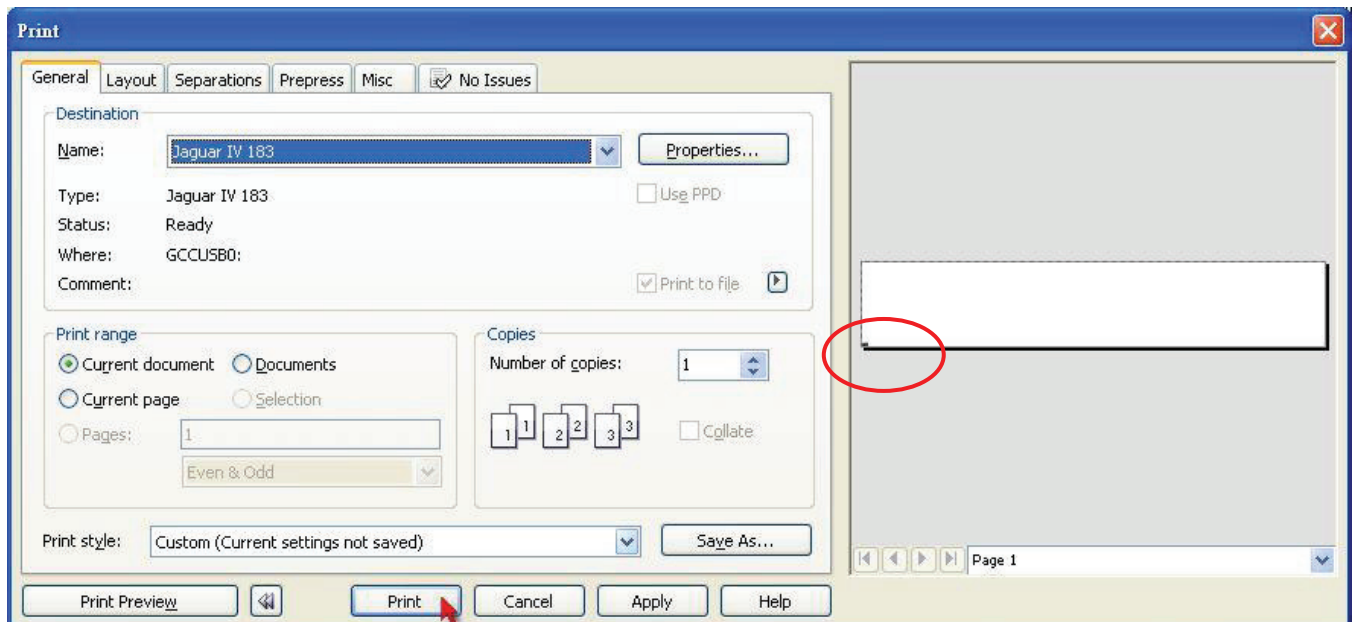 Print
General Layout Separations Prepress Misc No Issues
Destination
Name: Jaguar IV 183 Properties...
Type: Jaguar IV 183 Use PPD
Status: Ready
Where: GCCUSB0:
Comment: Print to file
Print range
Current document Documents
Current page Selection
Pages: 1
Even & Odd
Copies
Number of copies: 1
1 1 2 2 3 3 Collate
Print style: Custom (Current settings not saved) Save As...
Page 1
Print Preview Print Cancel Apply Help